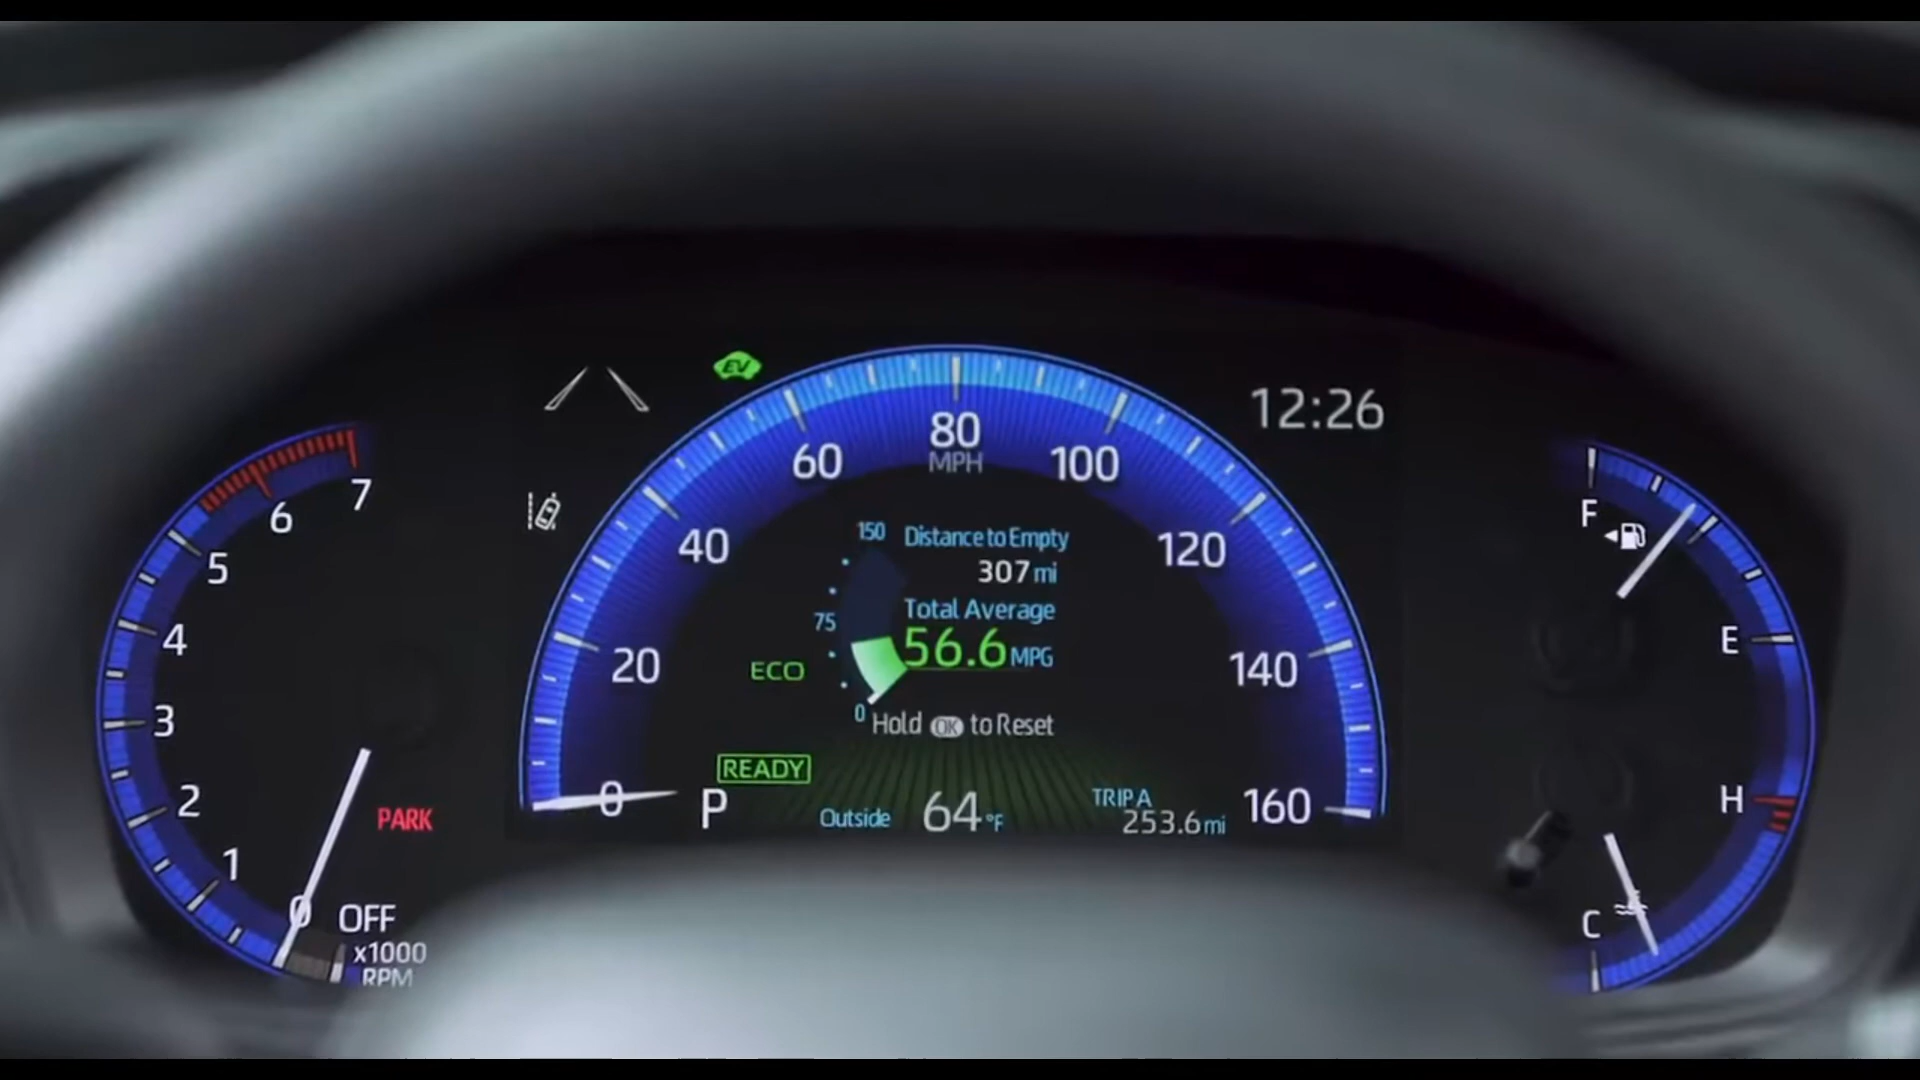 EV
12:26
7
6
5
4
3
2
1
0
OFF
x1000
RPM
PARK
0
20
40
60
80
MPH
100
120
140
160
150
75
0
Distance to Empty
307 mi
Total Average
56.6 MPG
Hold OK to Reset
ECO
READY
P
Outside 64 °F
TRIP A
253.6 mi
F
E
H
C